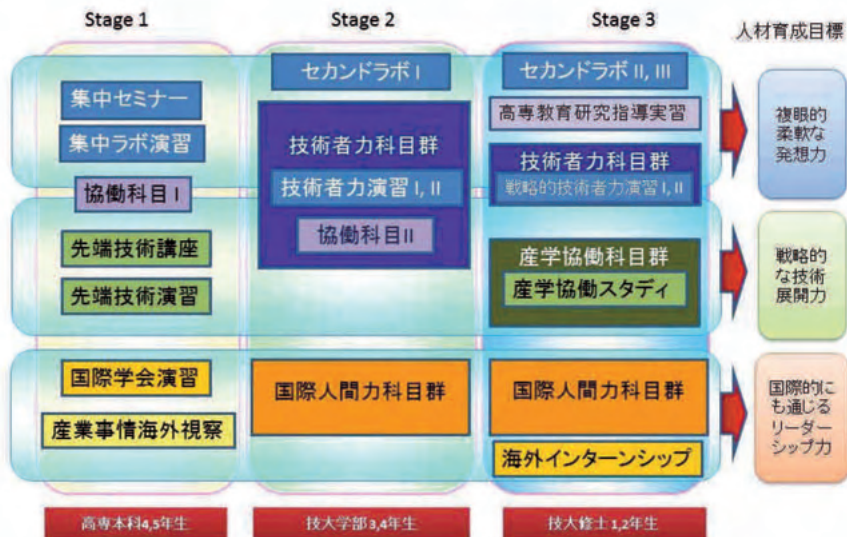 Stage 1
Stage 2
Stage 3
人材育成目標
集中セミナー
集中ラボ演習
協働科目 I
先端技術講座
先端技術演習
国際学会演習
産業事情海外視察
高専本科4,5年生
セカンドラボ I
技術者力科目群
技術者力演習 I, II
協働科目II
国際人間力科目群
技大学部3,4年生
セカンドラボ II, III
高専教育研究指導実習
技術者力科目群
戦略的技術者力演習 I, II
産学協働科目群
産学協働スタディ
国際人間力科目群
海外インターンシップ
技大修士1,2年生
複眼的
柔軟な
発想力
戦略的
な技術
展開力
国際的に
も通じる
リーダー
シップ力